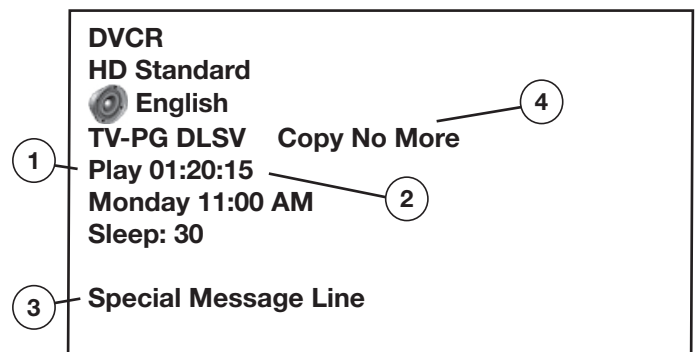 DVCR
HD Standard
English
4
TV-PG DLSV Copy No More
1
Play 01:20:15
2
Monday 11:00 AM
Sleep: 30
3
Special Message Line